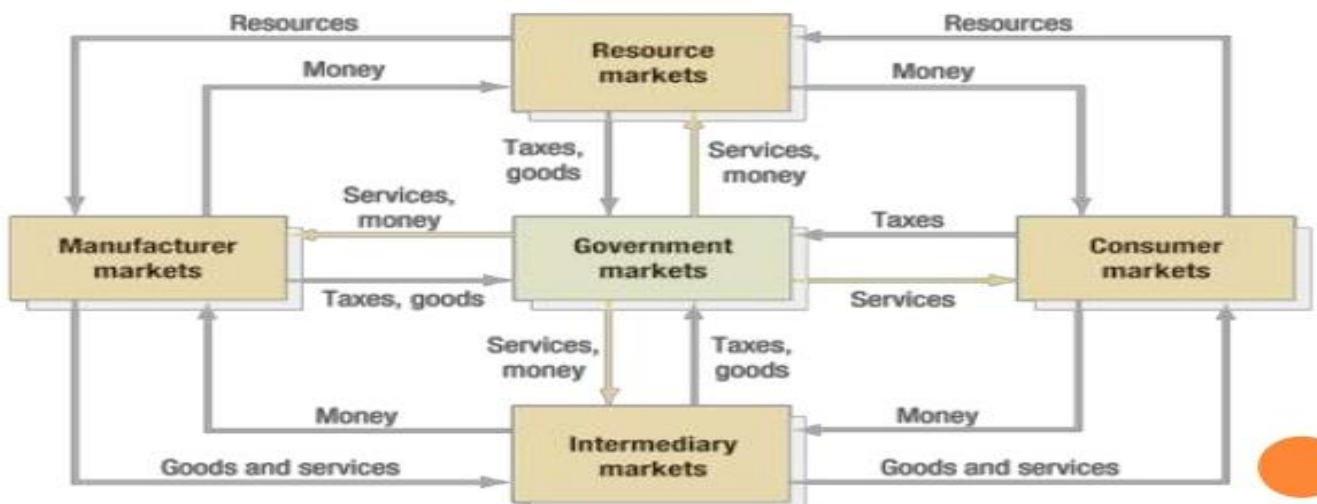 Resources
Resources
Resource
markets
Money
Money
Taxes,
goods
Services,
money
Services,
money
Taxes
Manufacturer
markets
Government
markets
Consumer
markets
Taxes, goods
Services
Services,
money
Taxes,
goods
Money
Money
Intermediary
markets
Goods and services
Goods and services